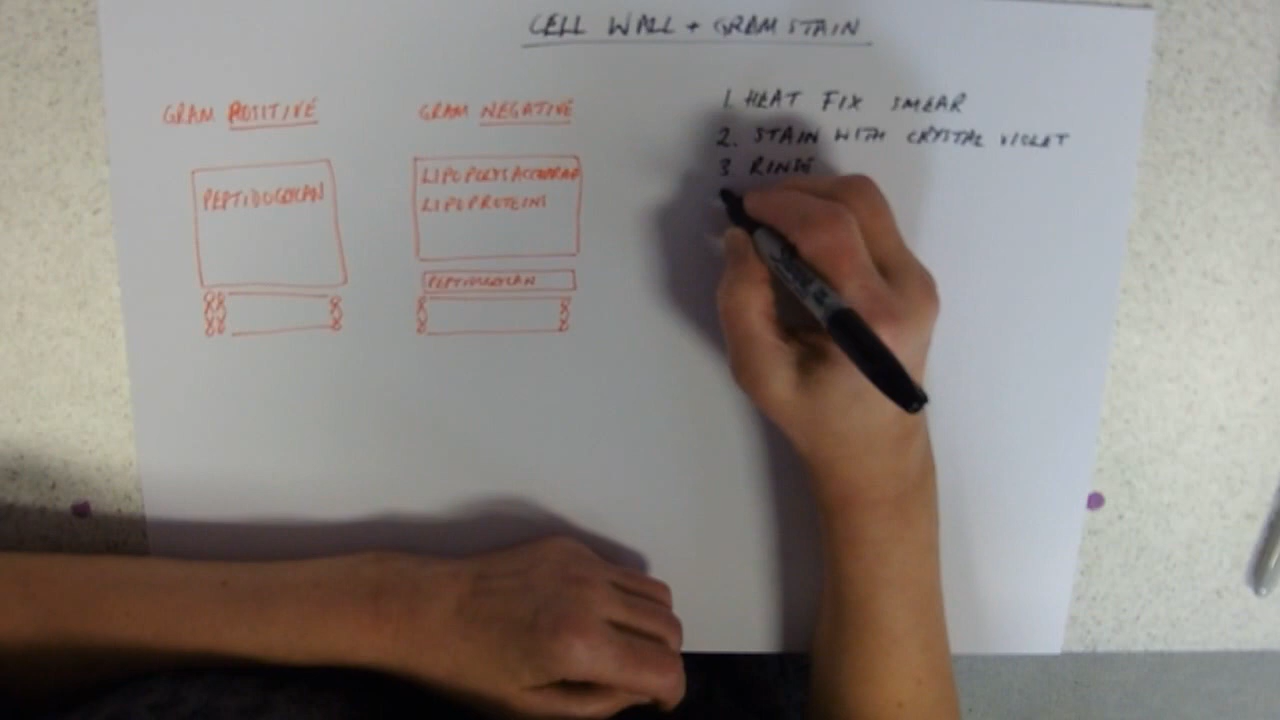 CELL WALL + GRAM STAIN
GRAM POSITIVE
PEPTIDOGLYCAN
GRAM NEGATIVE
LIPOPOLYSACCHARAD
LIPOPROTEINS
PEPTIDOGLYCAN
1. HEAT FIX SMEAR
2. STAIN WITH CRYSTAL VIOLET
3 RINSE